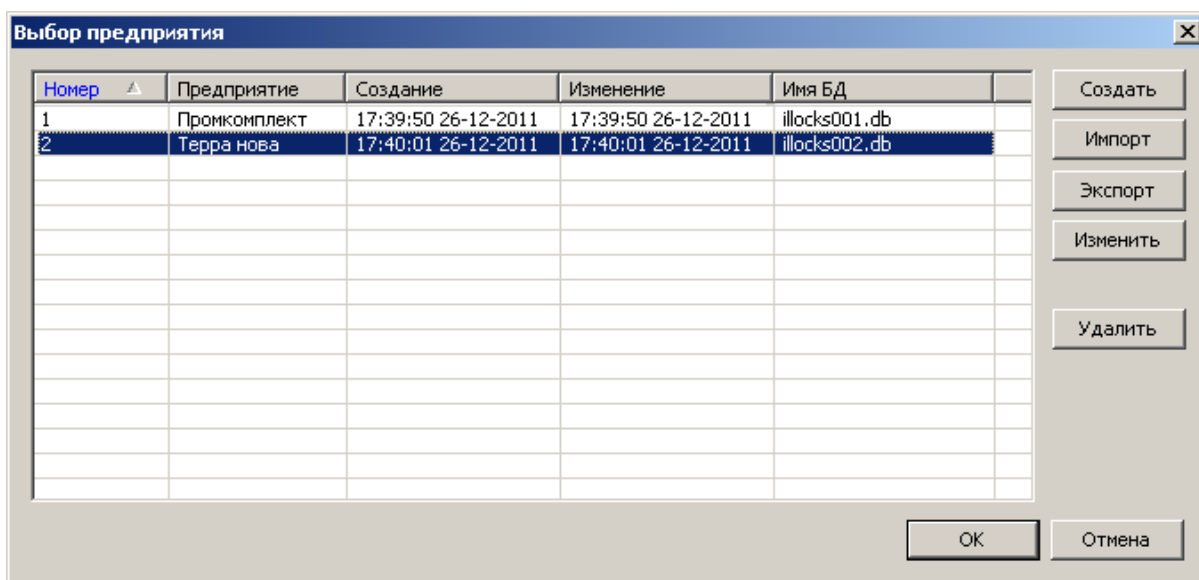 Выбор предприятия
Номер Предприятие Создание Изменение Имя БД
1 Промкомплект 17:39:50 26-12-2011 17:39:50 26-12-2011 illocks001.db
2 Терра нова 17:40:01 26-12-2011 17:40:01 26-12-2011 illocks002.db
Создать
Импорт
Экспорт
Изменить
Удалить
ОК Отмена